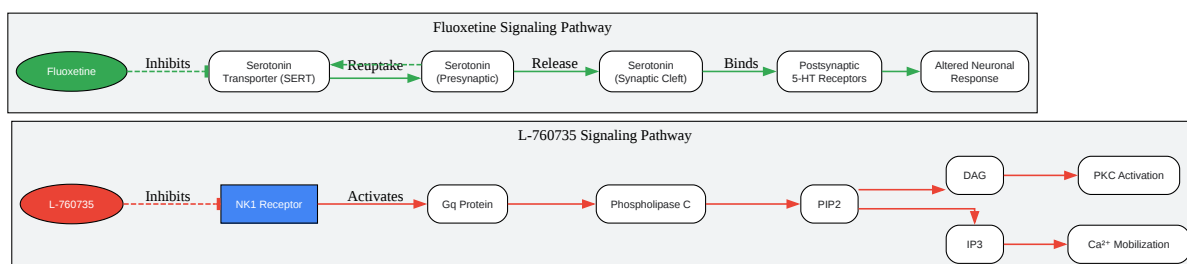 Fluoxetine Signaling Pathway
Fluoxetine
Inhibits
Serotonin
Transporter (SERT)
Reuptake
Serotonin
(Presynaptic)
Release
Serotonin
(Synaptic Cleft)
Binds
Postsynaptic
5-HT Receptors
Altered Neuronal
Response
L-760735 Signaling Pathway
L-760735
Inhibits
NK1 Receptor
Activates
Gq Protein
Phospholipase C
PIP2
DAG
PKC Activation
IP3
Ca²⁺ Mobilization